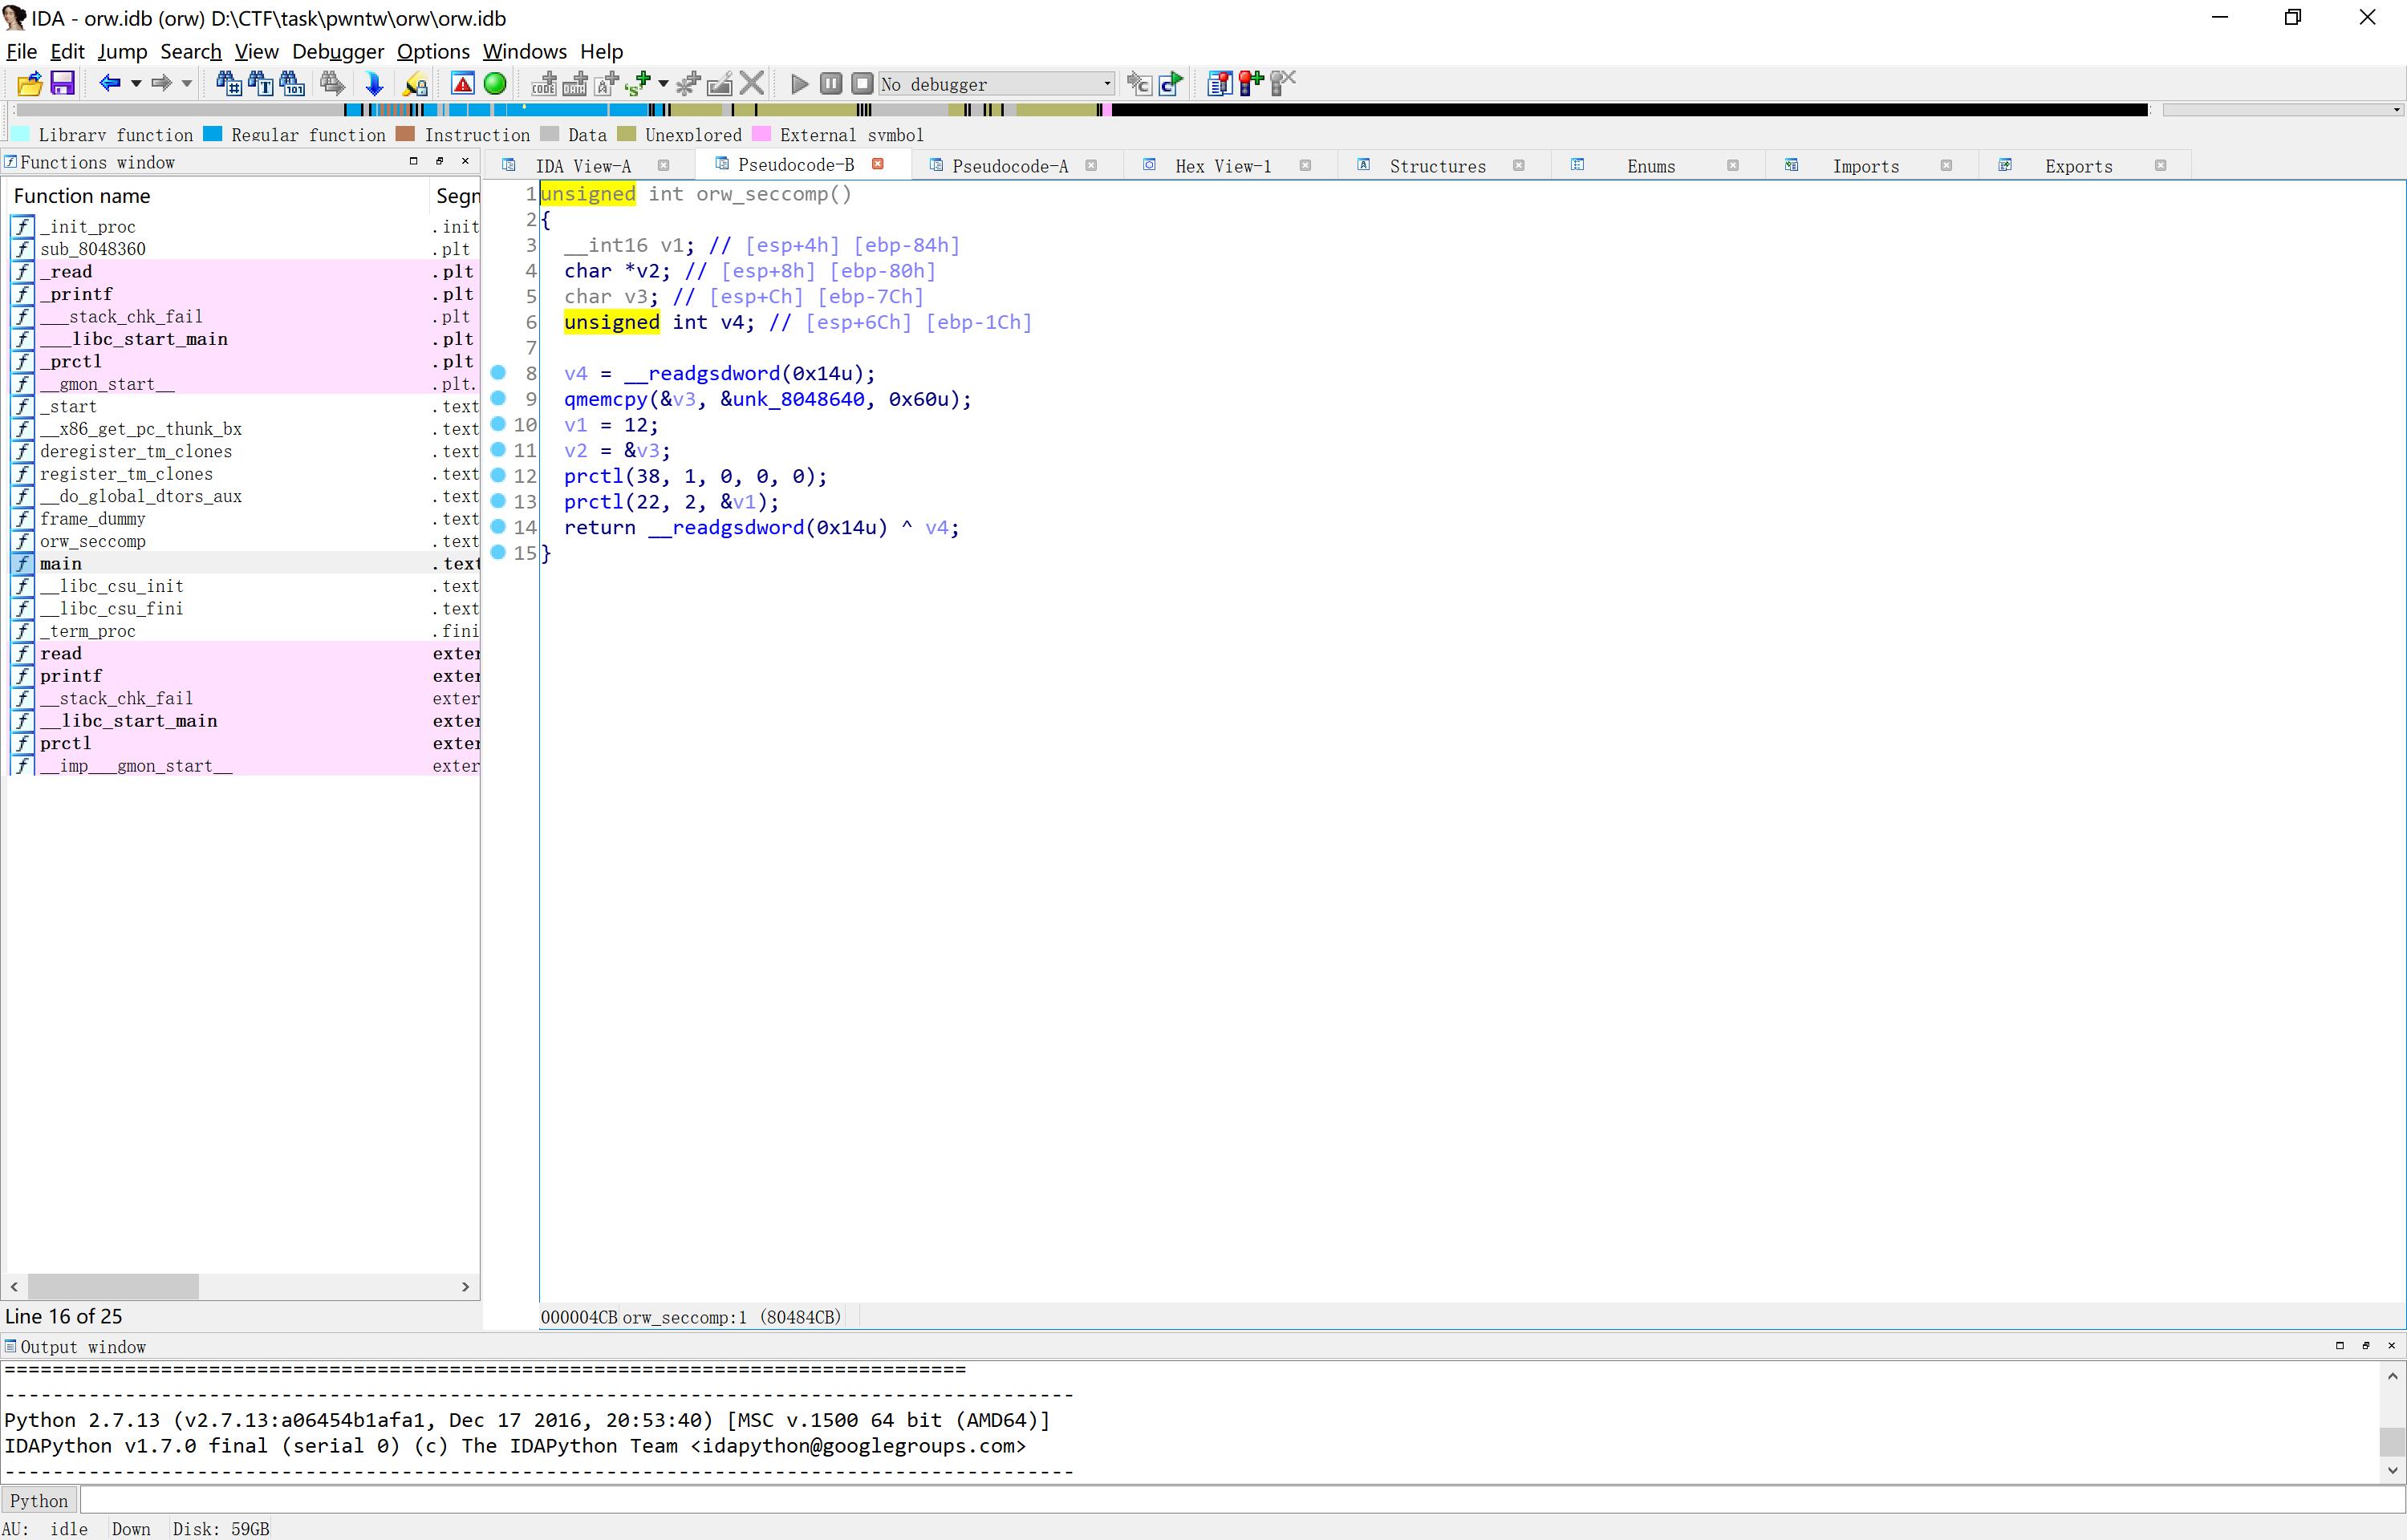 IDA - orw.idb (orw) D:\CTF\task\pwntw\orw\orw.idb
File Edit Jump Search View Debugger Options Windows Help
No debugger
Library function Regular function Instruction Data Unexplored External symbol
Functions window
IDA View-A Pseudocode-B Pseudocode-A Hex View-1 Structures Enums Imports Exports
Function name Segn
_init_proc .init
sub_8048360 .plt
_read .plt
_printf .plt
___stack_chk_fail .plt
___libc_start_main .plt
_prctl .plt
__gmon_start__ .plt.
_start .text
__x86_get_pc_thunk_bx .text
deregister_tm_clones .text
register_tm_clones .text
__do_global_dtors_aux .text
frame_dummy .text
orw_seccomp .text
main .text
__libc_csu_init .text
__libc_csu_fini .text
_term_proc .fini
read exter
printf exter
__stack_chk_fail exter
__libc_start_main exter
prctl exter
__imp___gmon_start__ exter
Line 16 of 25
1 unsigned int orw_seccomp()
2 {
3 __int16 v1; // [esp+4h] [ebp-84h]
4 char *v2; // [esp+8h] [ebp-80h]
5 char v3; // [esp+Ch] [ebp-7Ch]
6 unsigned int v4; // [esp+6Ch] [ebp-1Ch]
7
8 v4 = __readgsdword(0x14u);
9 qmemcpy(&v3, &unk_8048640, 0x60u);
10 v1 = 12;
11 v2 = &v3;
12 prctl(38, 1, 0, 0, 0);
13 prctl(22, 2, &v1);
14 return __readgsdword(0x14u) ^ v4;
15 }
000004CB orw_seccomp:1 (80484CB)
Output window
================================================================================
-----------------------------------------------------------------------------------------
Python 2.7.13 (v2.7.13:a06454b1afa1, Dec 17 2016, 20:53:40) [MSC v.1500 64 bit (AMD64)]
IDAPython v1.7.0 final (serial 0) (c) The IDAPython Team <idapython@googlegroups.com>
-----------------------------------------------------------------------------------------
Python
AU: idle Down Disk: 59GB